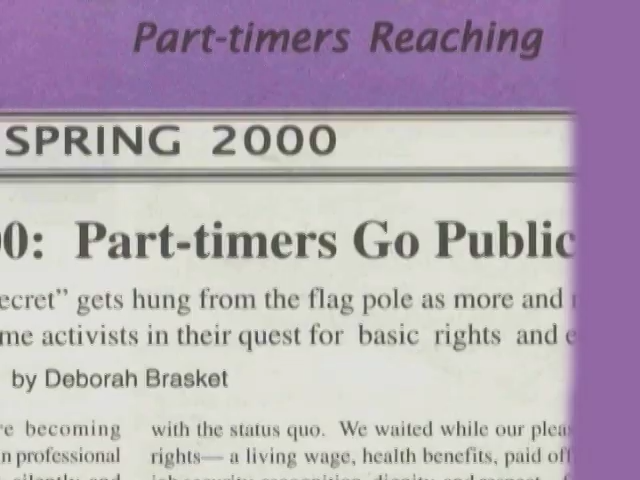 Part-timers Reaching
SPRING 2000
00: Part-timers Go Public
ecret” gets hung from the flag pole as more and
me activists in their quest for basic rights and e
by Deborah Brasket
re becoming
n professional
with the status quo. We waited while our plea
rights— a living wage, health benefits, paid off